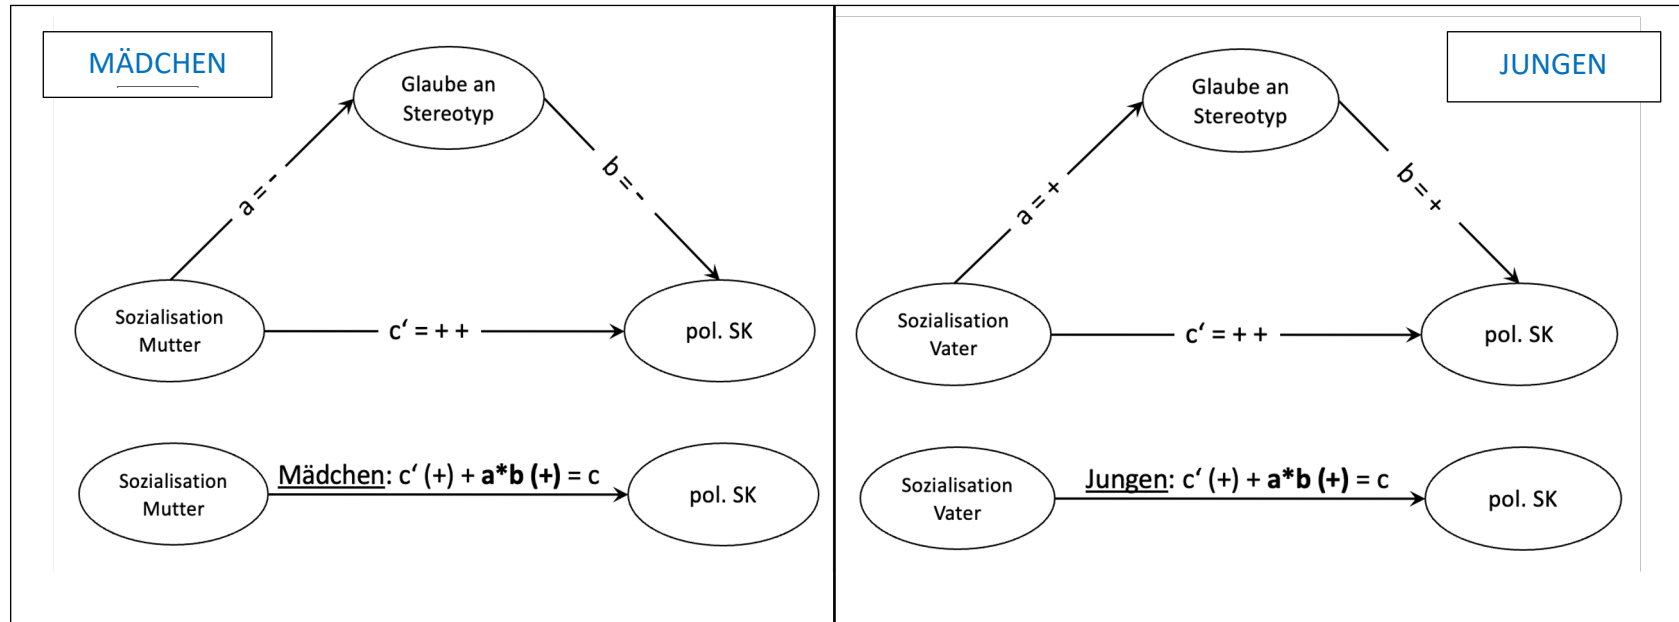 MÄDCHEN
Glaube an
Stereotyp
a = -
b = -
Sozialisation
Mutter
c‘ = + +
pol. SK
Sozialisation
Mutter
Mädchen: c‘ (+) + a*b (+) = c
pol. SK
JUNGEN
Glaube an
Stereotyp
a = +
b = +
Sozialisation
Vater
c‘ = + +
pol. SK
Sozialisation
Vater
Jungen: c‘ (+) + a*b (+) = c
pol. SK